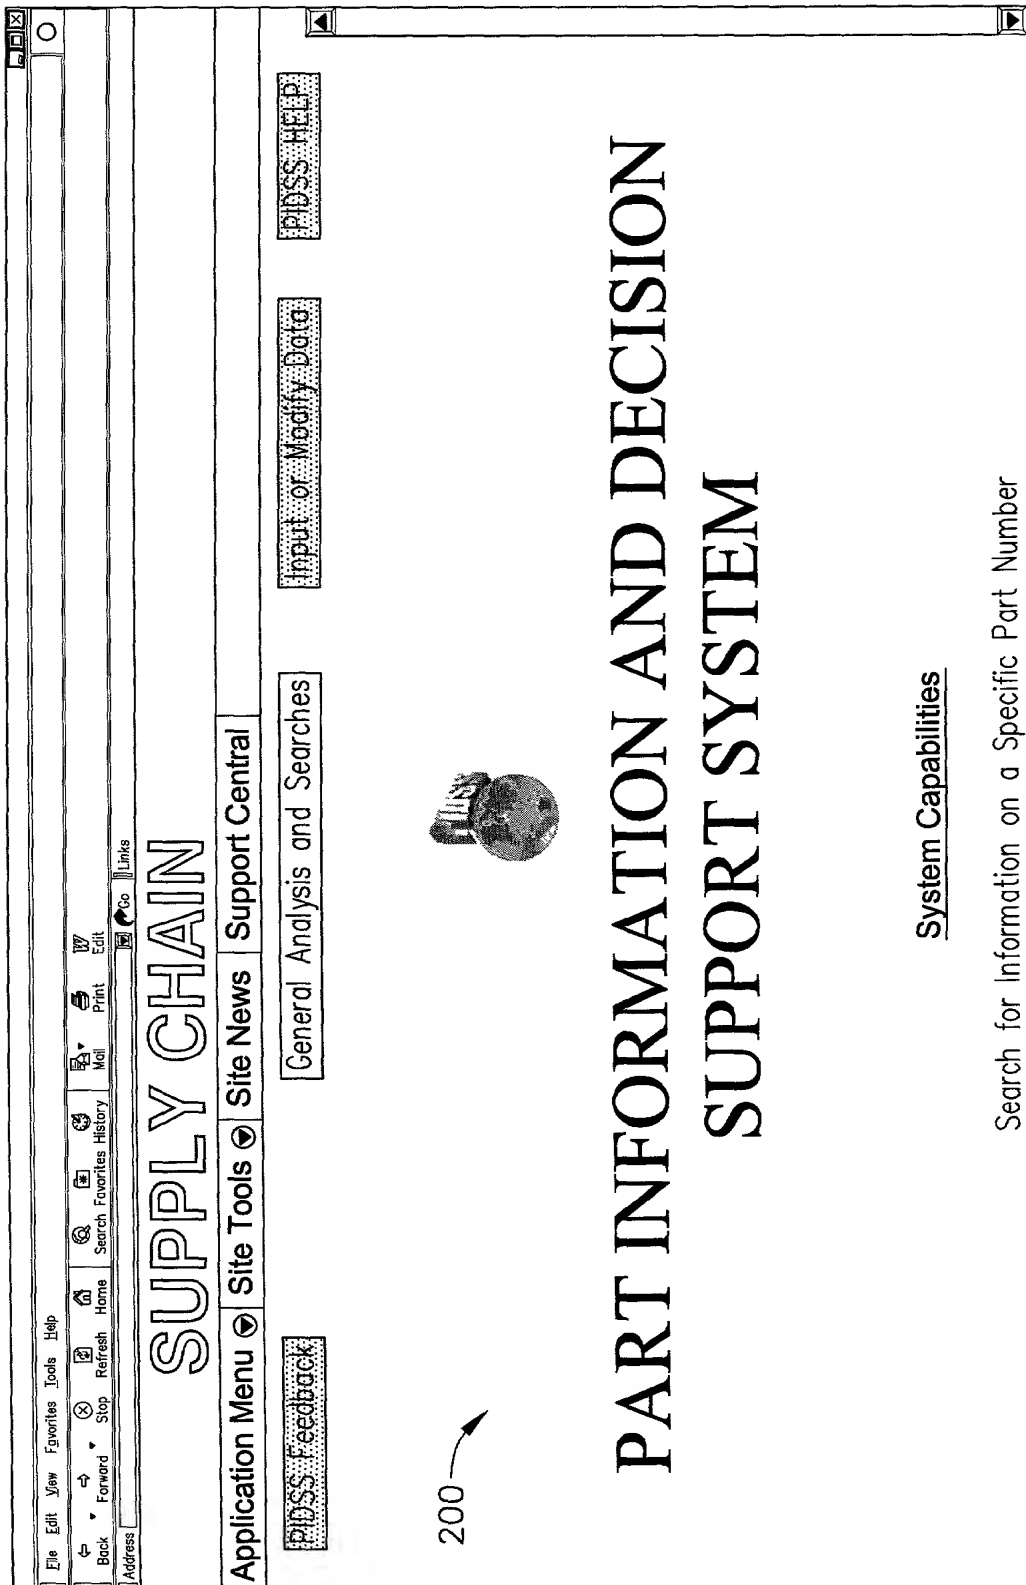 File Edit View Favorites Tools Help
Back Forward Stop Refresh Home Search Favorites History Mail Print Edit
Address Go Links
SUPPLY CHAIN
Application Menu Site Tools Site News Support Central
PIDSS Feedback General Analysis and Searches Input or Modify Data PIDSS HELP
200
PART INFORMATION AND DECISION
SUPPORT SYSTEM
System Capabilities
Search for Information on a Specific Part Number